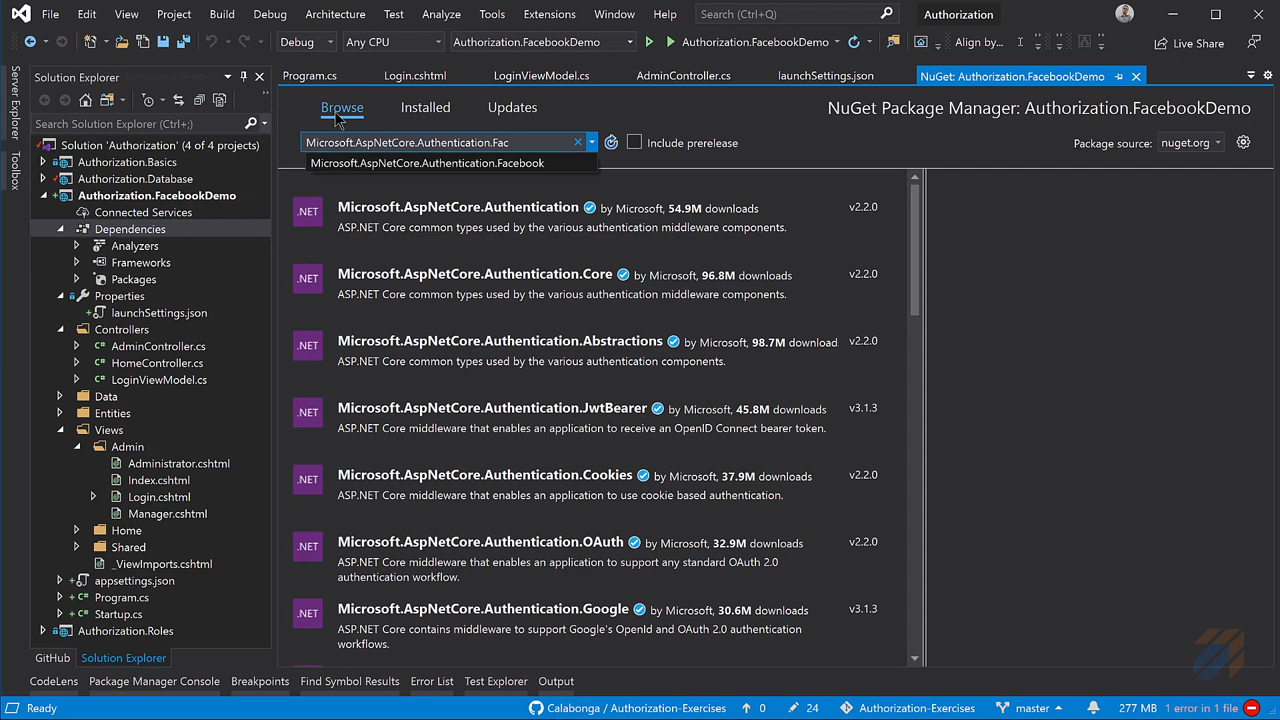 File Edit View Project Build Debug Architecture Test Analyze Tools Extensions Window Help Search (Ctrl+Q) Authorization
Debug Any CPU Authorization.FacebookDemo Authorization.FacebookDemo Align by... Live Share
Server Explorer
Toolbox
Solution Explorer
Search Solution Explorer (Ctrl+;)
Solution 'Authorization' (4 of 4 projects)
Authorization.Basics
Authorization.Database
Authorization.FacebookDemo
Connected Services
Dependencies
Analyzers
Frameworks
Packages
Properties
launchSettings.json
Controllers
AdminController.cs
HomeController.cs
LoginViewModel.cs
Data
Entities
Views
Admin
Administrator.cshtml
Index.cshtml
Login.cshtml
Manager.cshtml
Home
Shared
_ViewImports.cshtml
appsettings.json
Program.cs
Startup.cs
Authorization.Roles
GitHub Solution Explorer
Program.cs Login.cshtml LoginViewModel.cs AdminController.cs launchSettings.json NuGet: Authorization.FacebookDemo
Browse Installed Updates NuGet Package Manager: Authorization.FacebookDemo
Microsoft.AspNetCore.Authentication.Fac Include prerelease Package source: nuget.org
Microsoft.AspNetCore.Authentication.Facebook
.NET Microsoft.AspNetCore.Authentication by Microsoft, 54.9M downloads v2.2.0
ASP.NET Core common types used by the various authentication middleware components.
.NET Microsoft.AspNetCore.Authentication.Core by Microsoft, 96.8M downloads v2.2.0
ASP.NET Core common types used by the various authentication middleware components.
.NET Microsoft.AspNetCore.Authentication.Abstractions by Microsoft, 98.7M download v2.2.0
ASP.NET Core common types used by the various authentication components.
.NET Microsoft.AspNetCore.Authentication.JwtBearer by Microsoft, 45.8M downloads v3.1.3
ASP.NET Core middleware that enables an application to receive an OpenID Connect bearer token.
.NET Microsoft.AspNetCore.Authentication.Cookies by Microsoft, 37.9M downloads v2.2.0
ASP.NET Core middleware that enables an application to use cookie based authentication.
.NET Microsoft.AspNetCore.Authentication.OAuth by Microsoft, 32.9M downloads v2.2.0
ASP.NET Core middleware that enables an application to support any standard OAuth 2.0
authentication workflow.
.NET Microsoft.AspNetCore.Authentication.Google by Microsoft, 30.6M downloads v3.1.3
ASP.NET Core contains middleware to support Google's OpenId and OAuth 2.0 authentication
workflows.
CodeLens Package Manager Console Breakpoints Find Symbol Results Error List Test Explorer Output
Ready Calabonga / Authorization-Exercises 0 24 Authorization-Exercises master 277 MB 1 error in 1 file